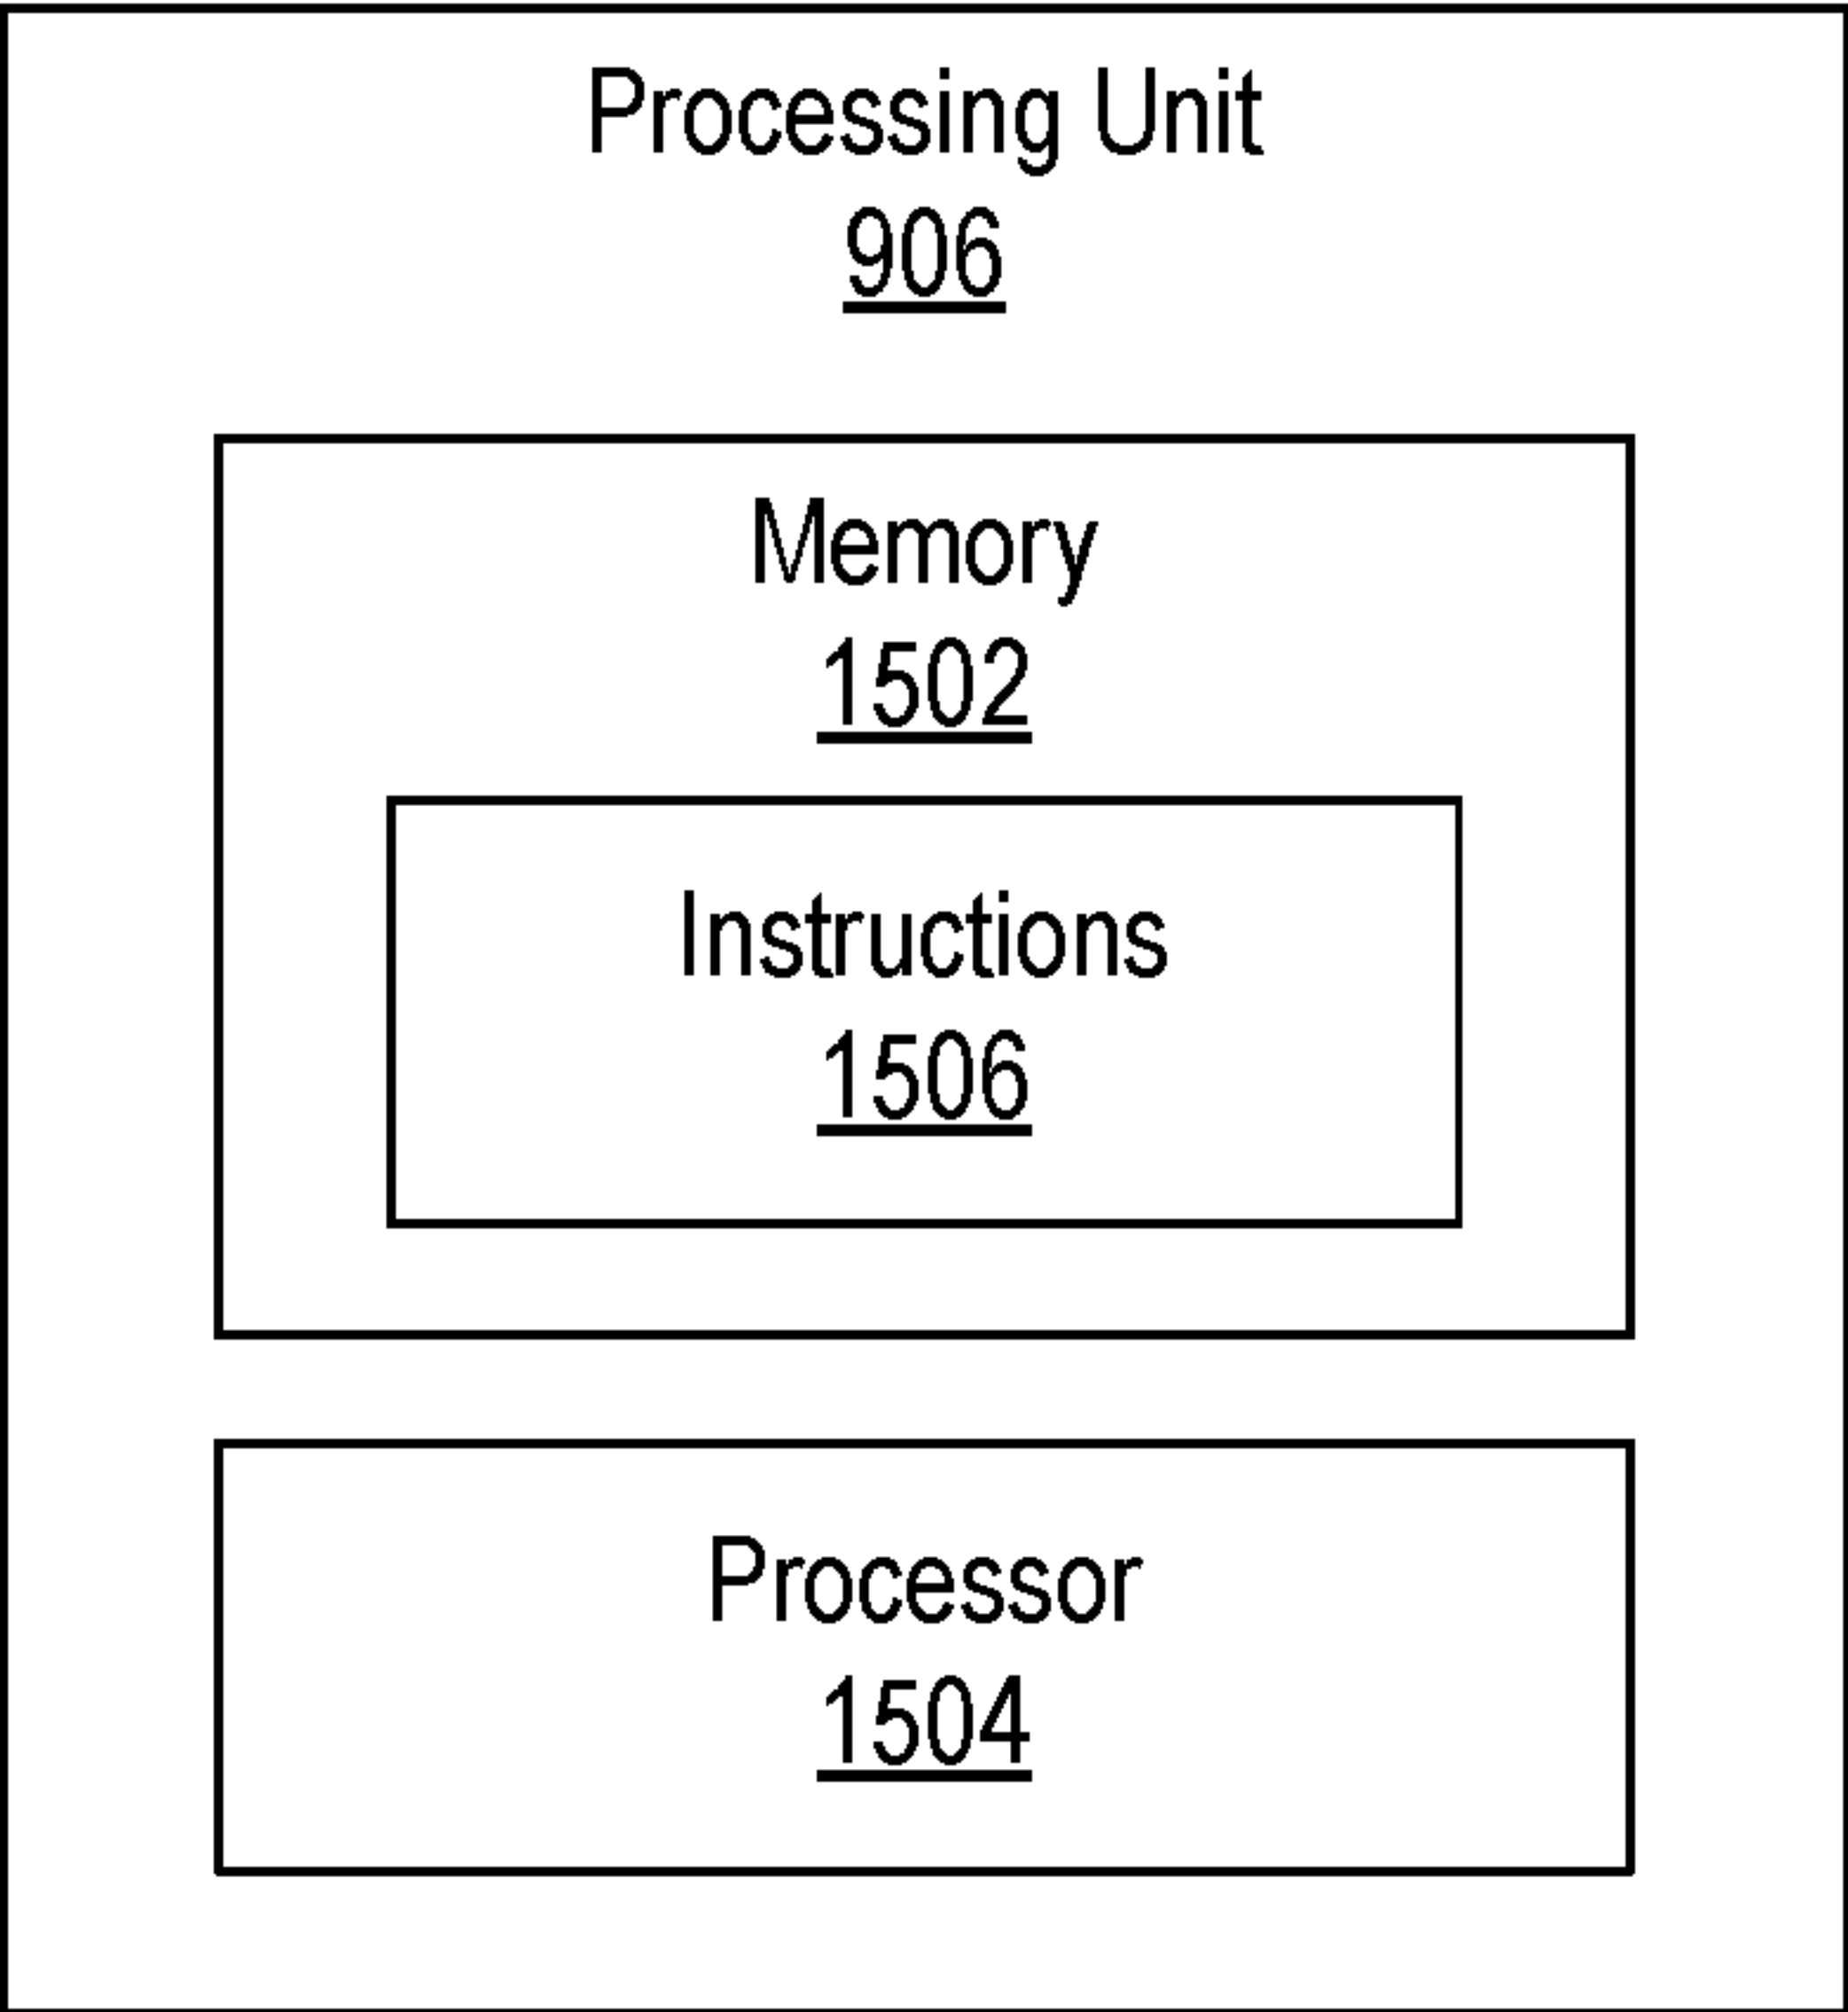 Processing Unit
906
Memory
1502
Instructions
1506
Processor
1504